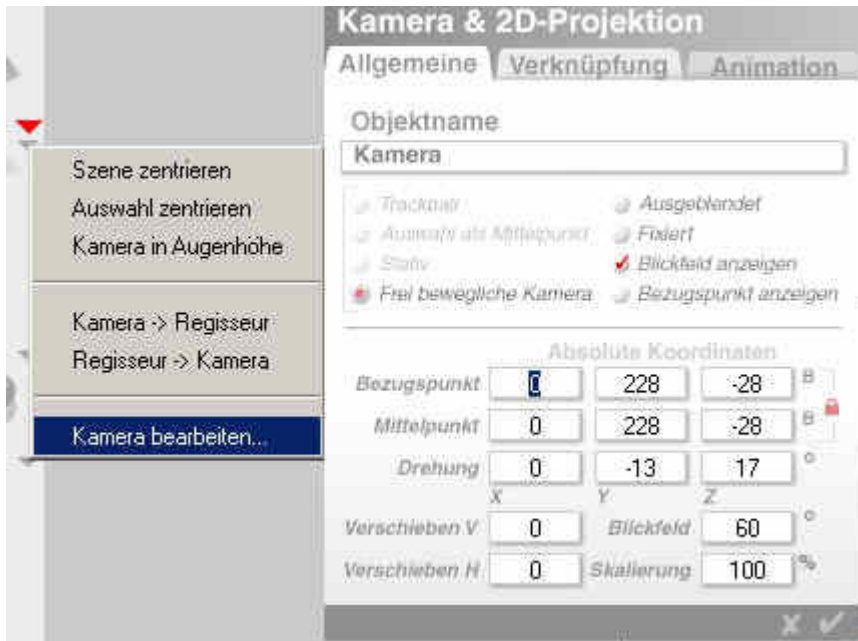 Kamera & 2D-Projektion
Allgemeine Verknüpfung Animation
Objektname
Kamera
Szene zentrieren
Auswahl zentrieren
Kamera in Augenhöhe
Kamera -> Regisseur
Regisseur -> Kamera
Kamera bearbeiten...
Trackball Ausgeblendet
Auswahl als Mittelpunkt Fixiert
Stativ Blickfeld anzeigen
Frei bewegliche Kamera Bezugspunkt anzeigen
Absolute Koordinaten
Bezugspunkt 0 228 -28
Mittelpunkt 0 228 -28
Drehung 0 -13 17 °
X Y Z
Verschieben V 0 Blickfeld 60 °
Verschieben H 0 Skalierung 100 %